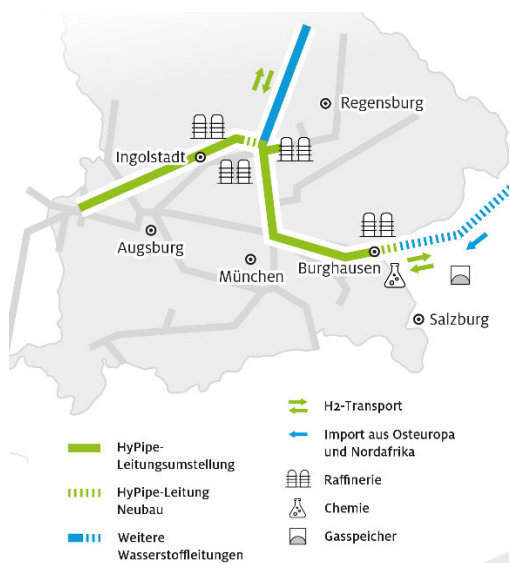 Regensburg
Ingolstadt
Augsburg
München
Burghausen
Salzburg
HyPipe-
Leitungsumstellung
HyPipe-Leitung
Neubau
Weitere
Wasserstoffleitungen
H2-Transport
Import aus Osteuropa
und Nordafrika
Raffinerie
Chemie
Gasspeicher